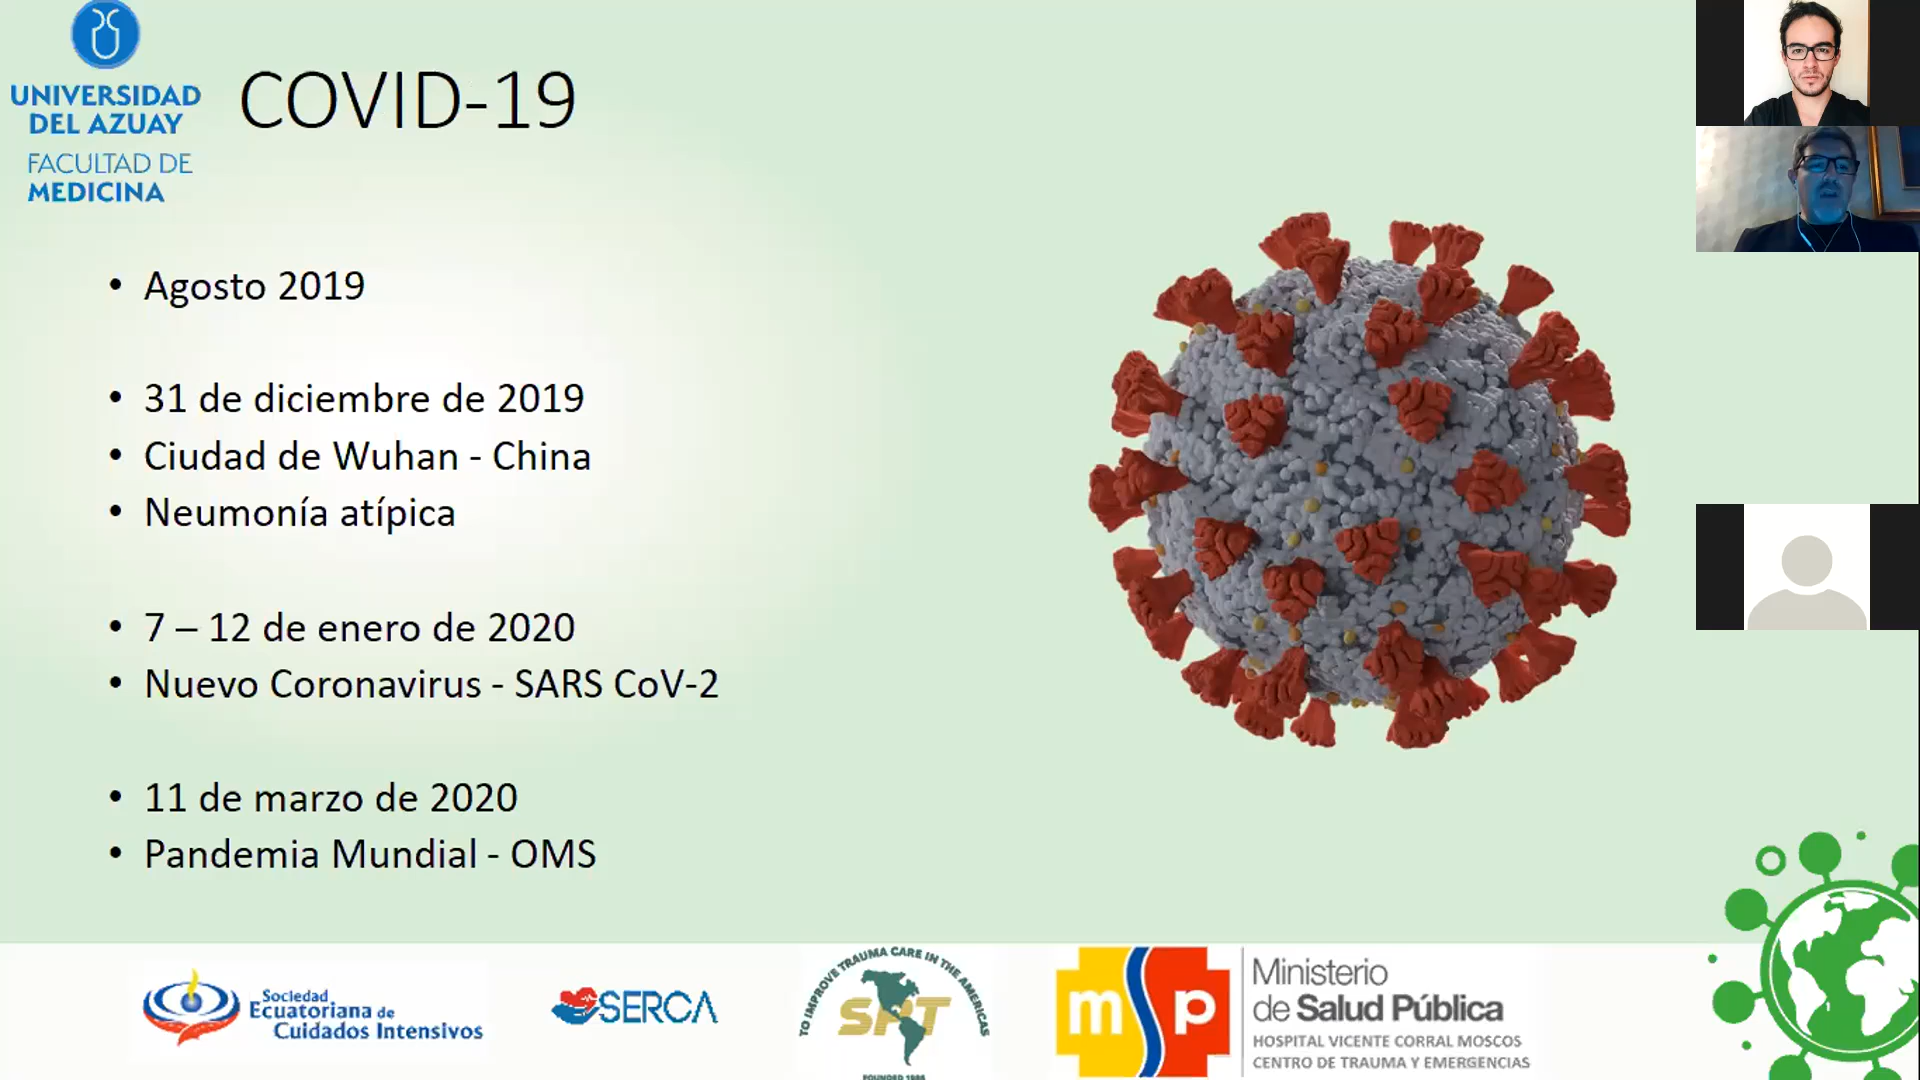 UNIVERSIDAD
DEL AZUAY
FACULTAD DE
MEDICINA
COVID-19
• Agosto 2019
• 31 de diciembre de 2019
• Ciudad de Wuhan - China
• Neumonía atípica
• 7 – 12 de enero de 2020
• Nuevo Coronavirus - SARS CoV-2
• 11 de marzo de 2020
• Pandemia Mundial - OMS
Sociedad
Ecuatoriana de
Cuidados Intensivos
SERCA
TO IMPROVE TRAUMA CARE IN THE AMERICAS
SPT
FOUNDED 1986
msp
Ministerio
de Salud Pública
HOSPITAL VICENTE CORRAL MOSCOS
CENTRO DE TRAUMA Y EMERGENCIAS